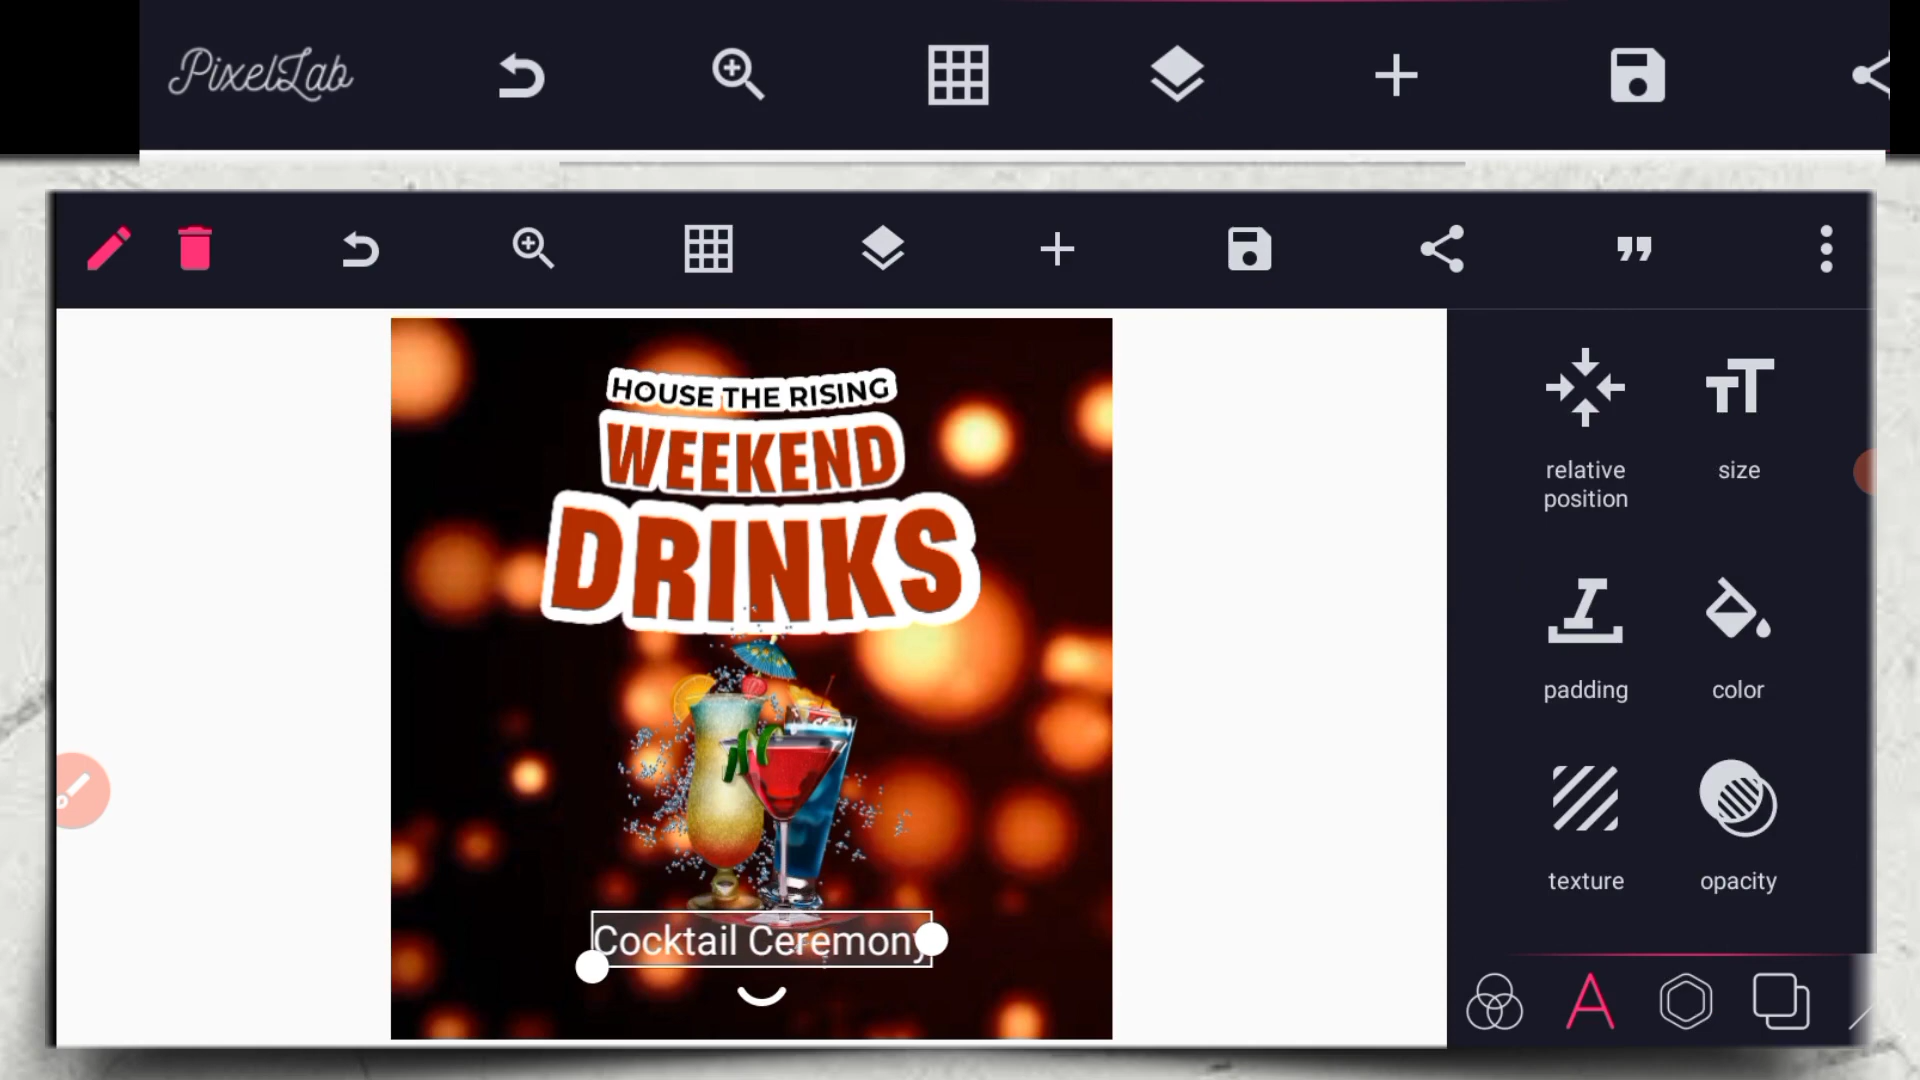 PixelLab
HOUSE THE RISING
WEEKEND
DRINKS
Cocktail Ceremony
relative position
size
padding
color
texture
opacity